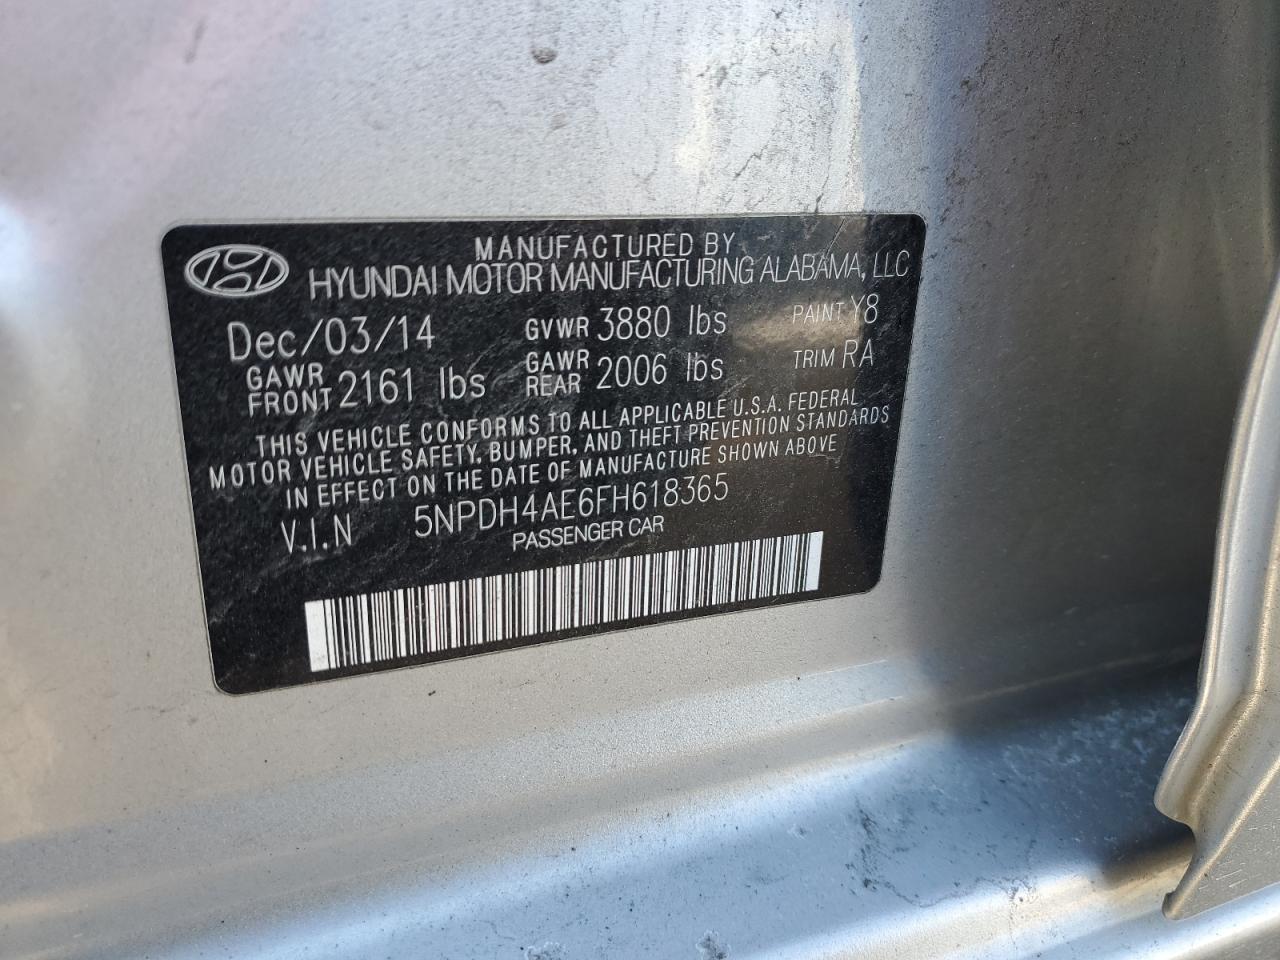 MANUFACTURED BY
HYUNDAI MOTOR MANUFACTURING ALABAMA, LLC
Dec/03/14 GVWR 3880 lbs PAINT Y8
GAWR FRONT 2161 lbs GAWR REAR 2006 lbs TRIM RA
THIS VEHICLE CONFORMS TO ALL APPLICABLE U.S.A. FEDERAL
MOTOR VEHICLE SAFETY, BUMPER, AND THEFT PREVENTION STANDARDS
IN EFFECT ON THE DATE OF MANUFACTURE SHOWN ABOVE
V.I.N 5NPDH4AE6FH618365
PASSENGER CAR